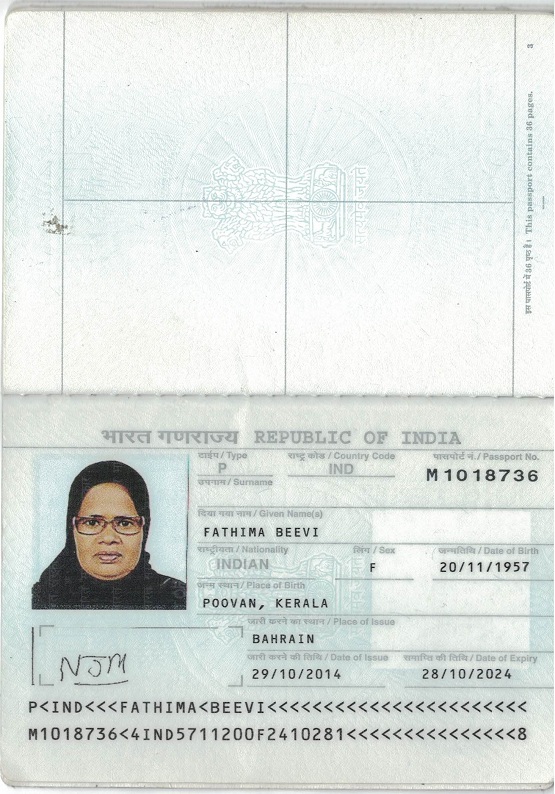 3
इस पासपोर्ट में 36 पृष्ठ हैं। This passport contains 36 pages.
भारत गणराज्य REPUBLIC OF INDIA
टाईप / Type
P
राष्ट्र कोड / Country Code
IND
पासपोर्ट नं. / Passport No.
M1018736
उपनाम / Surname
दिया गया नाम / Given Name(s)
FATHIMA BEEVI
राष्ट्रीयता / Nationality
INDIAN
लिंग / Sex
F
जन्मतिथि / Date of Birth
20/11/1957
जन्म स्थान / Place of Birth
POOVAN, KERALA
जारी करने का स्थान / Place of Issue
BAHRAIN
जारी करने की तिथि / Date of Issue
29/10/2014
समाप्ति की तिथि / Date of Expiry
28/10/2024
NJM
P<IND<<<FATHIMA<BEEVI<<<<<<<<<<<<<<<<<<<<<<<
M1018736<4IND5711200F2410281<<<<<<<<<<<<<<<8